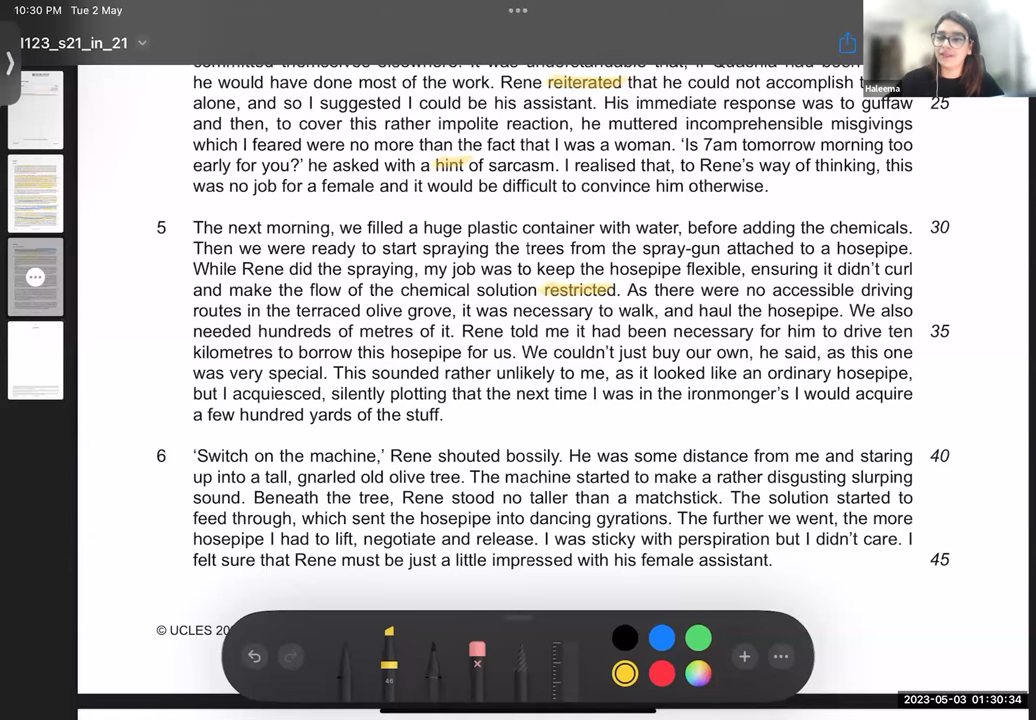 10:30 PM Tue 2 May
1123_s21_in_21
Haleema
he would have done most of the work. Rene reiterated that he could not accomplish
alone, and so I suggested I could be his assistant. His immediate response was to guffaw 25
and then, to cover this rather impolite reaction, he muttered incomprehensible misgivings
which I feared were no more than the fact that I was a woman. ‘Is 7am tomorrow morning too
early for you?’ he asked with a hint of sarcasm. I realised that, to Rene’s way of thinking, this
was no job for a female and it would be difficult to convince him otherwise.
5 The next morning, we filled a huge plastic container with water, before adding the chemicals. 30
Then we were ready to start spraying the trees from the spray-gun attached to a hosepipe.
While Rene did the spraying, my job was to keep the hosepipe flexible, ensuring it didn’t curl
and make the flow of the chemical solution restricted. As there were no accessible driving
routes in the terraced olive grove, it was necessary to walk, and haul the hosepipe. We also
needed hundreds of metres of it. Rene told me it had been necessary for him to drive ten 35
kilometres to borrow this hosepipe for us. We couldn’t just buy our own, he said, as this one
was very special. This sounded rather unlikely to me, as it looked like an ordinary hosepipe,
but I acquiesced, silently plotting that the next time I was in the ironmonger’s I would acquire
a few hundred yards of the stuff.
6 ‘Switch on the machine,’ Rene shouted bossily. He was some distance from me and staring 40
up into a tall, gnarled old olive tree. The machine started to make a rather disgusting slurping
sound. Beneath the tree, Rene stood no taller than a matchstick. The solution started to
feed through, which sent the hosepipe into dancing gyrations. The further we went, the more
hosepipe I had to lift, negotiate and release. I was sticky with perspiration but I didn’t care. I
felt sure that Rene must be just a little impressed with his female assistant. 45
© UCLES 20
46
2023-05-03 01:30:34